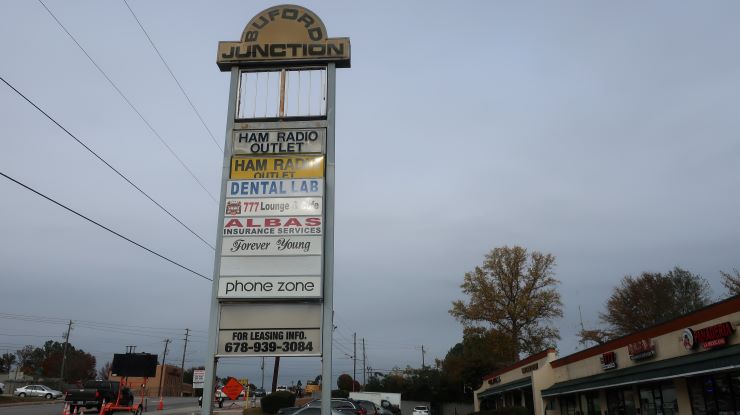 BUFORD
JUNCTION
HAM RADIO
OUTLET
HAM RADIO
OUTLET
DENTAL LAB
777 Lounge & Cafe
ALBAS
INSURANCE SERVICES
Forever Young
phone zone
FOR LEASING INFO.
678-939-3084